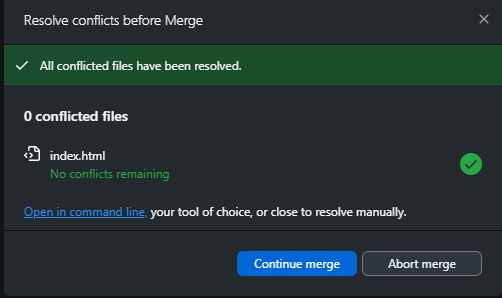 Resolve conflicts before Merge
All conflicted files have been resolved.
0 conflicted files
index.html
No conflicts remaining
Open in command line, your tool of choice, or close to resolve manually.
Continue merge
Abort merge